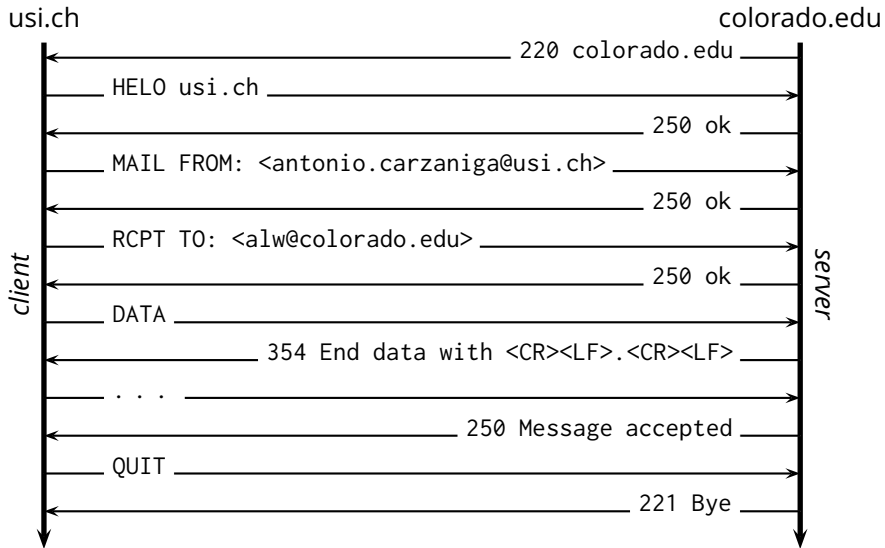 usi.ch
colorado.edu
220 colorado.edu
HELO usi.ch
250 ok
MAIL FROM: <antonio.carzaniga@usi.ch>
250 ok
RCPT TO: <alw@colorado.edu>
250 ok
client
server
DATA
354 End data with <CR><LF>.<CR><LF>
. . .
250 Message accepted
QUIT
221 Bye